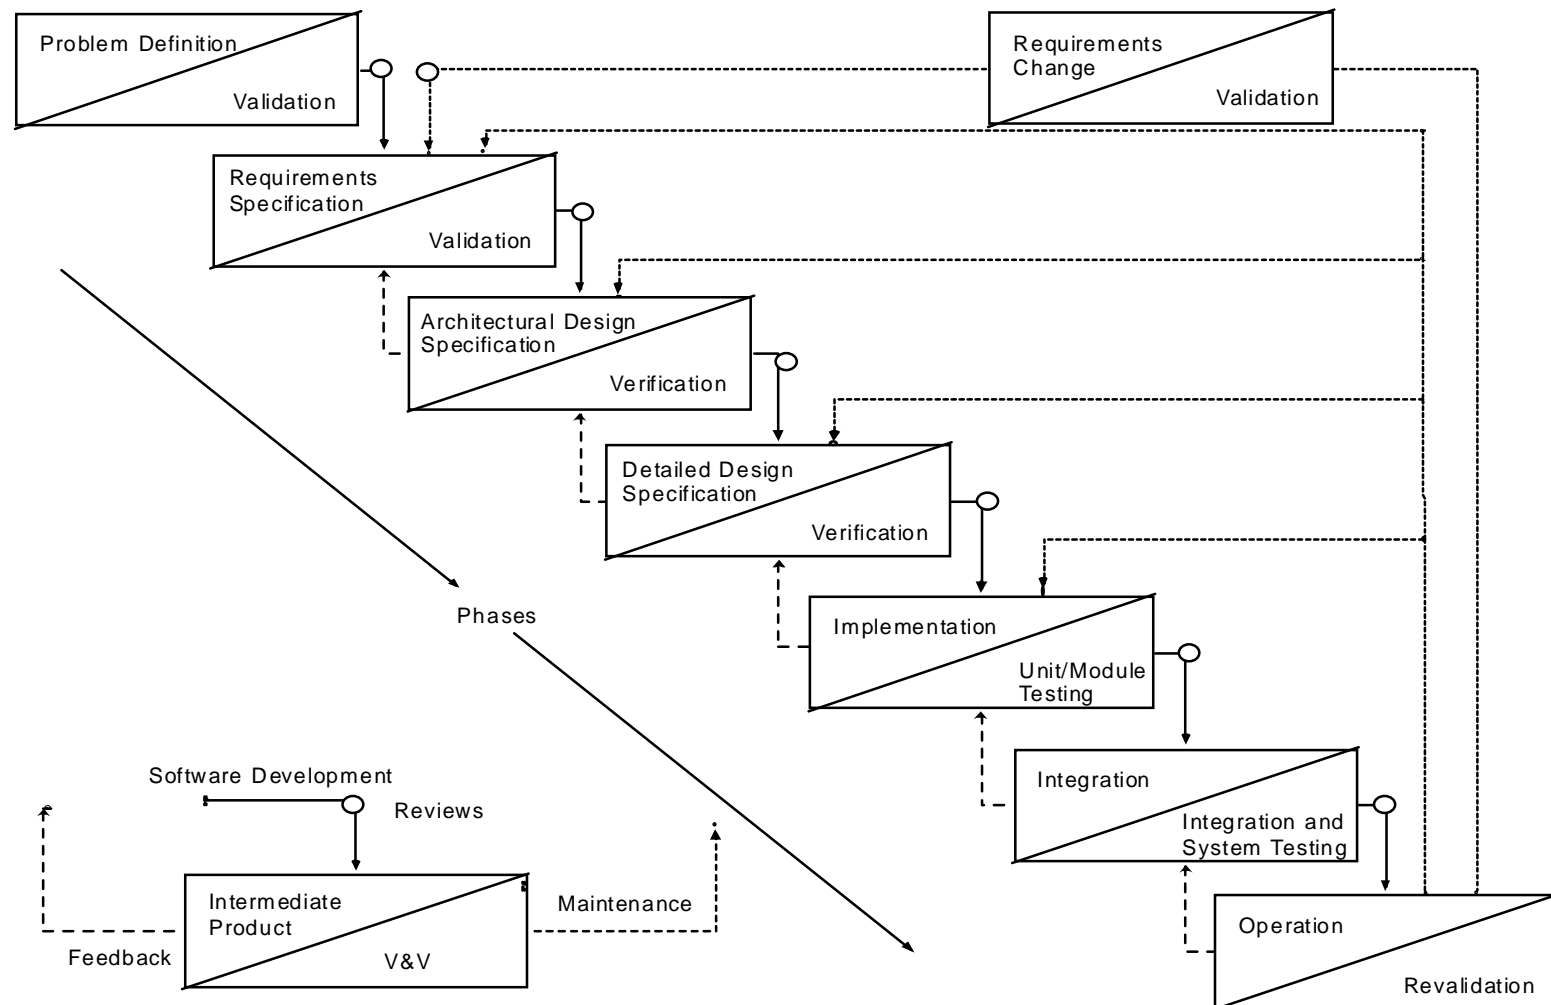 Problem Definition
Validation
Requirements
Change
Validation
Requirements
Specification
Validation
Architectural Design
Specification
Verification
Detailed Design
Specification
Verification
Phases
Implementation
Unit/Module
Testing
Integration
Integration and
System Testing
Software Development
Reviews
Intermediate
Product
V&V
Maintenance
Feedback
Operation
Revalidation